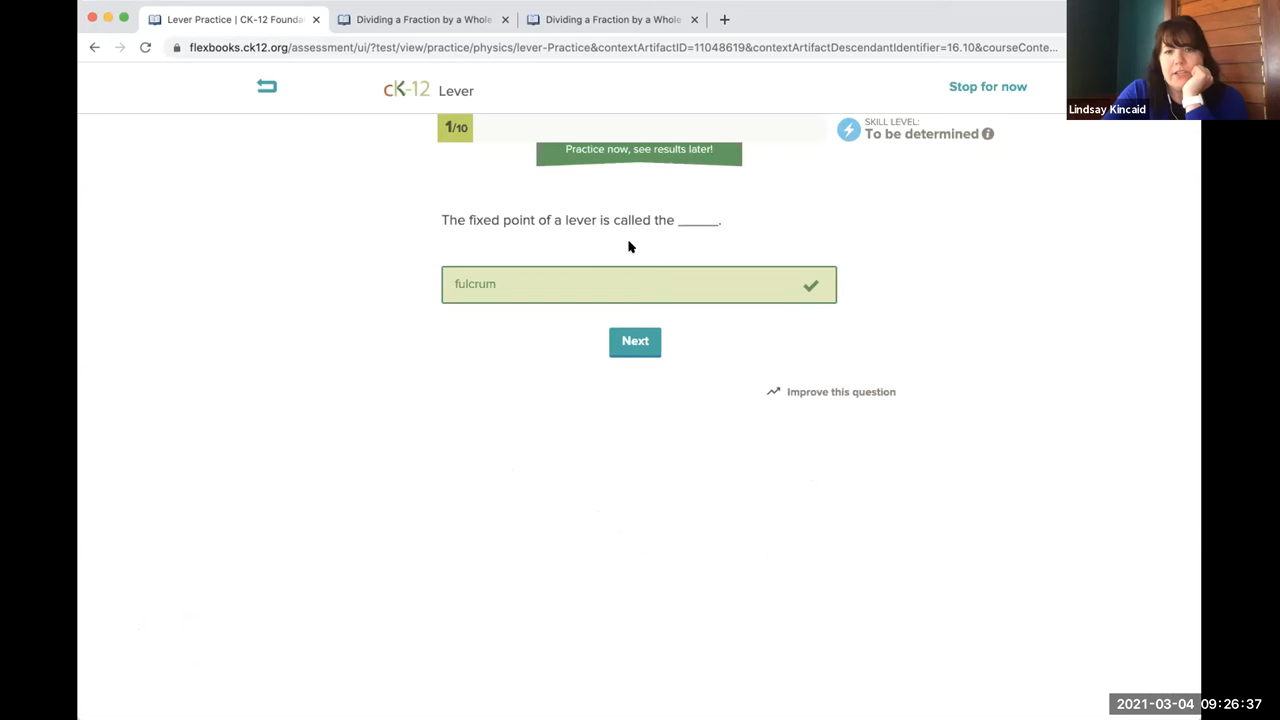 Lever Practice | CK-12 Founda
Dividing a Fraction by a Whole
Dividing a Fraction by a Whole
flexbooks.ck12.org/assessment/ui/?test/view/practice/physics/lever-Practice&contextArtifactID=11048619&contextArtifactDescendantIdentifier=16.10&courseConte...
Lindsay Kincaid
cK-12 Lever
Stop for now
1/10
SKILL LEVEL:
To be determined
Practice now, see results later!
The fixed point of a lever is called the ______.
fulcrum
Next
Improve this question
2021-03-04 09:26:37